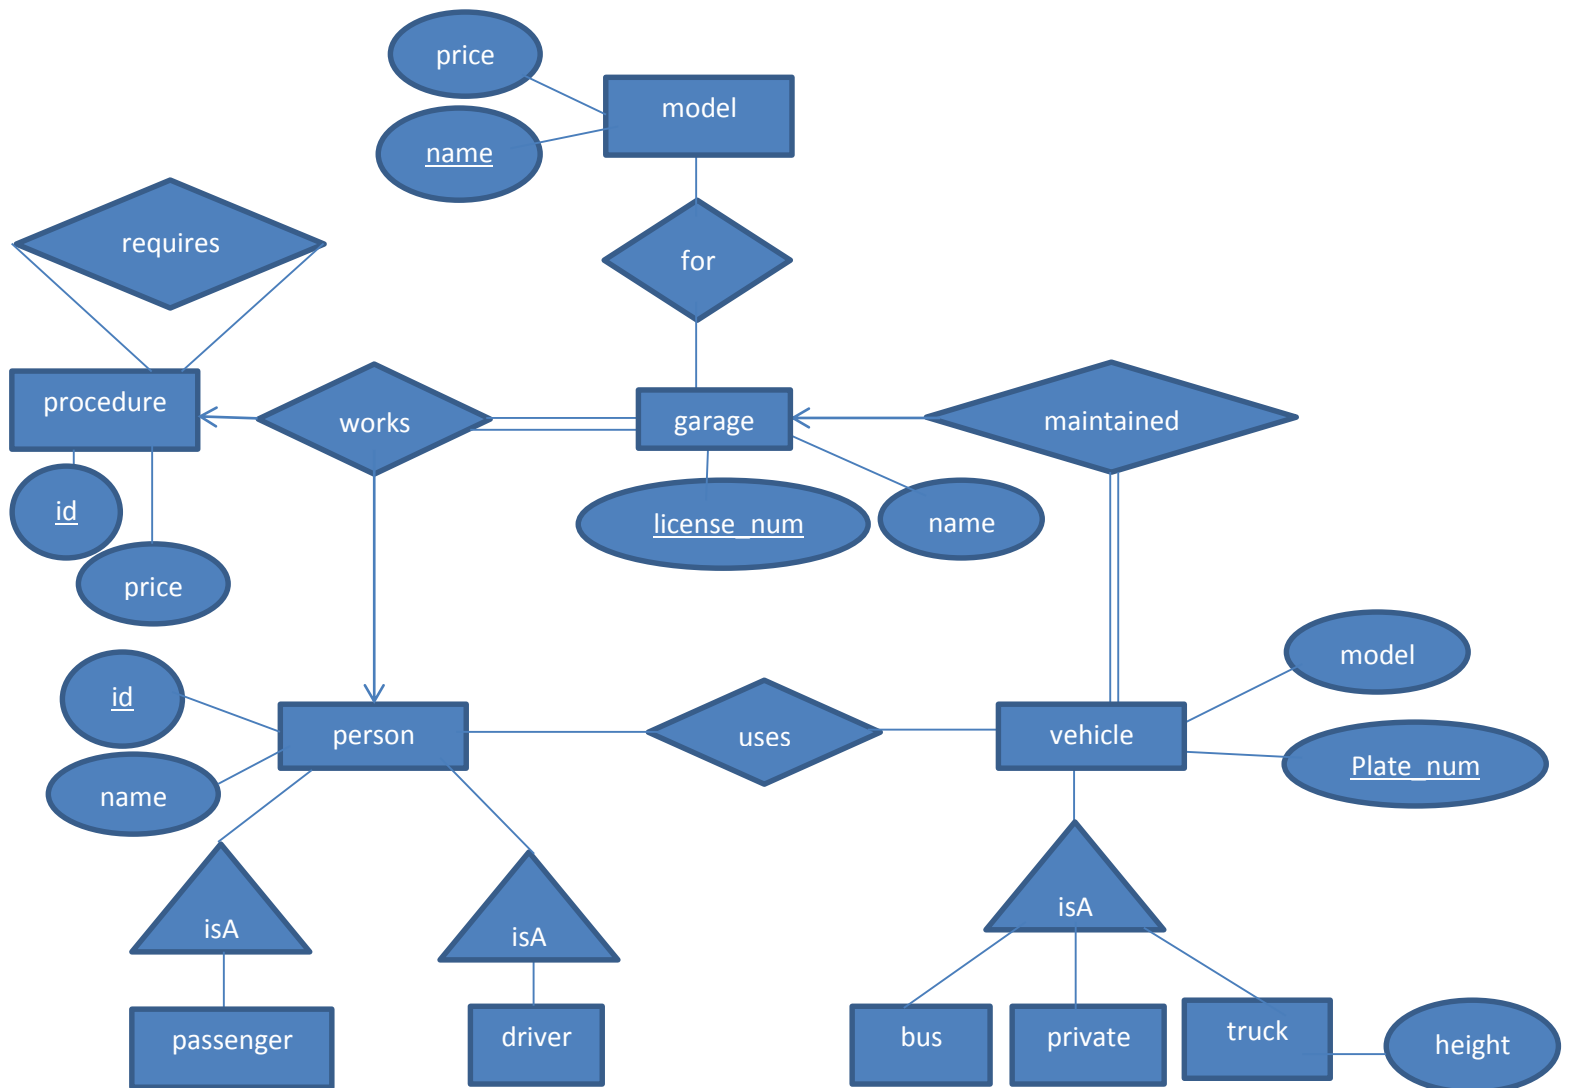 price
model
name
requires
for
procedure
works
garage
maintained
id
license_num
name
price
model
id
person
uses
vehicle
Plate_num
name
isA
isA
isA
passenger
driver
bus
private
truck
height